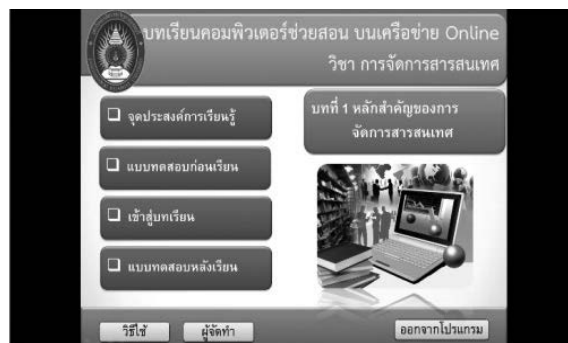 บทเรียนคอมพิวเตอร์ช่วยสอน บนเครือข่าย Online
วิชา การจัดการสารสนเทศ
❑ จุดประสงค์การเรียนรู้
❑ แบบทดสอบก่อนเรียน
❑ เข้าสู่บทเรียน
❑ แบบทดสอบหลังเรียน
บทที่ 1 หลักสำคัญของการ
จัดการสารสนเทศ
วิธีใช้
ผู้จัดทำ
ออกจากโปรแกรม